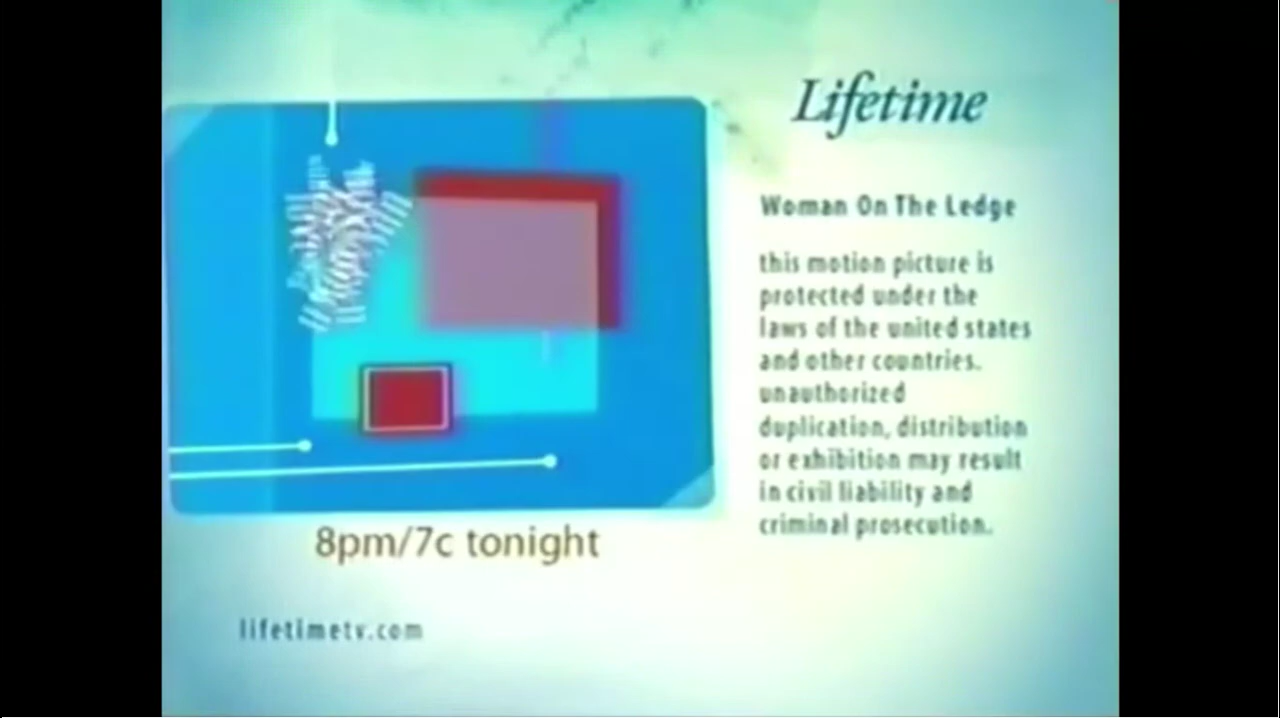 Lifetime
Woman On The Ledge
this motion picture is
protected under the
laws of the united states
and other countries.
unauthorized
duplication, distribution
or exhibition may result
in civil liability and
criminal prosecution.
8pm/7c tonight
lifetimetv.com